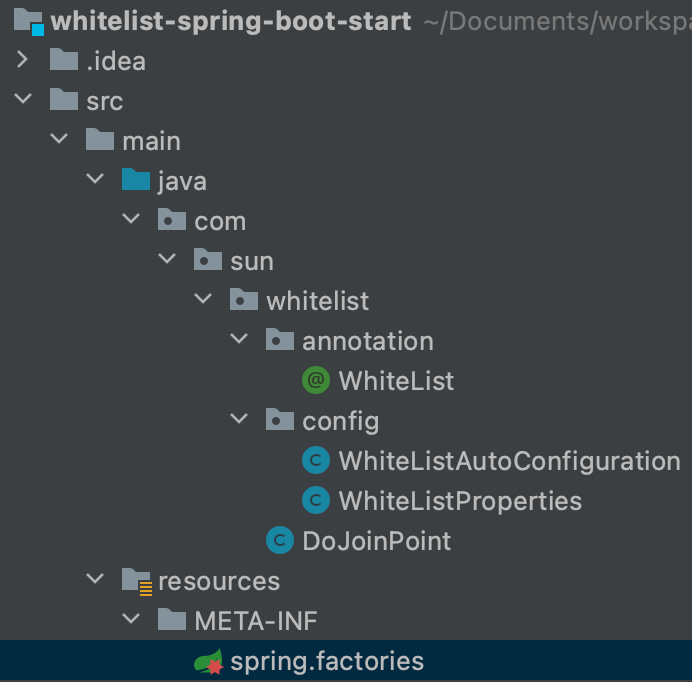 whitelist-spring-boot-start ~/Documents/workspa
.idea
src
main
java
com
sun
whitelist
annotation
@ WhiteList
config
C WhiteListAutoConfiguration
C WhiteListProperties
C DoJoinPoint
resources
META-INF
spring.factories